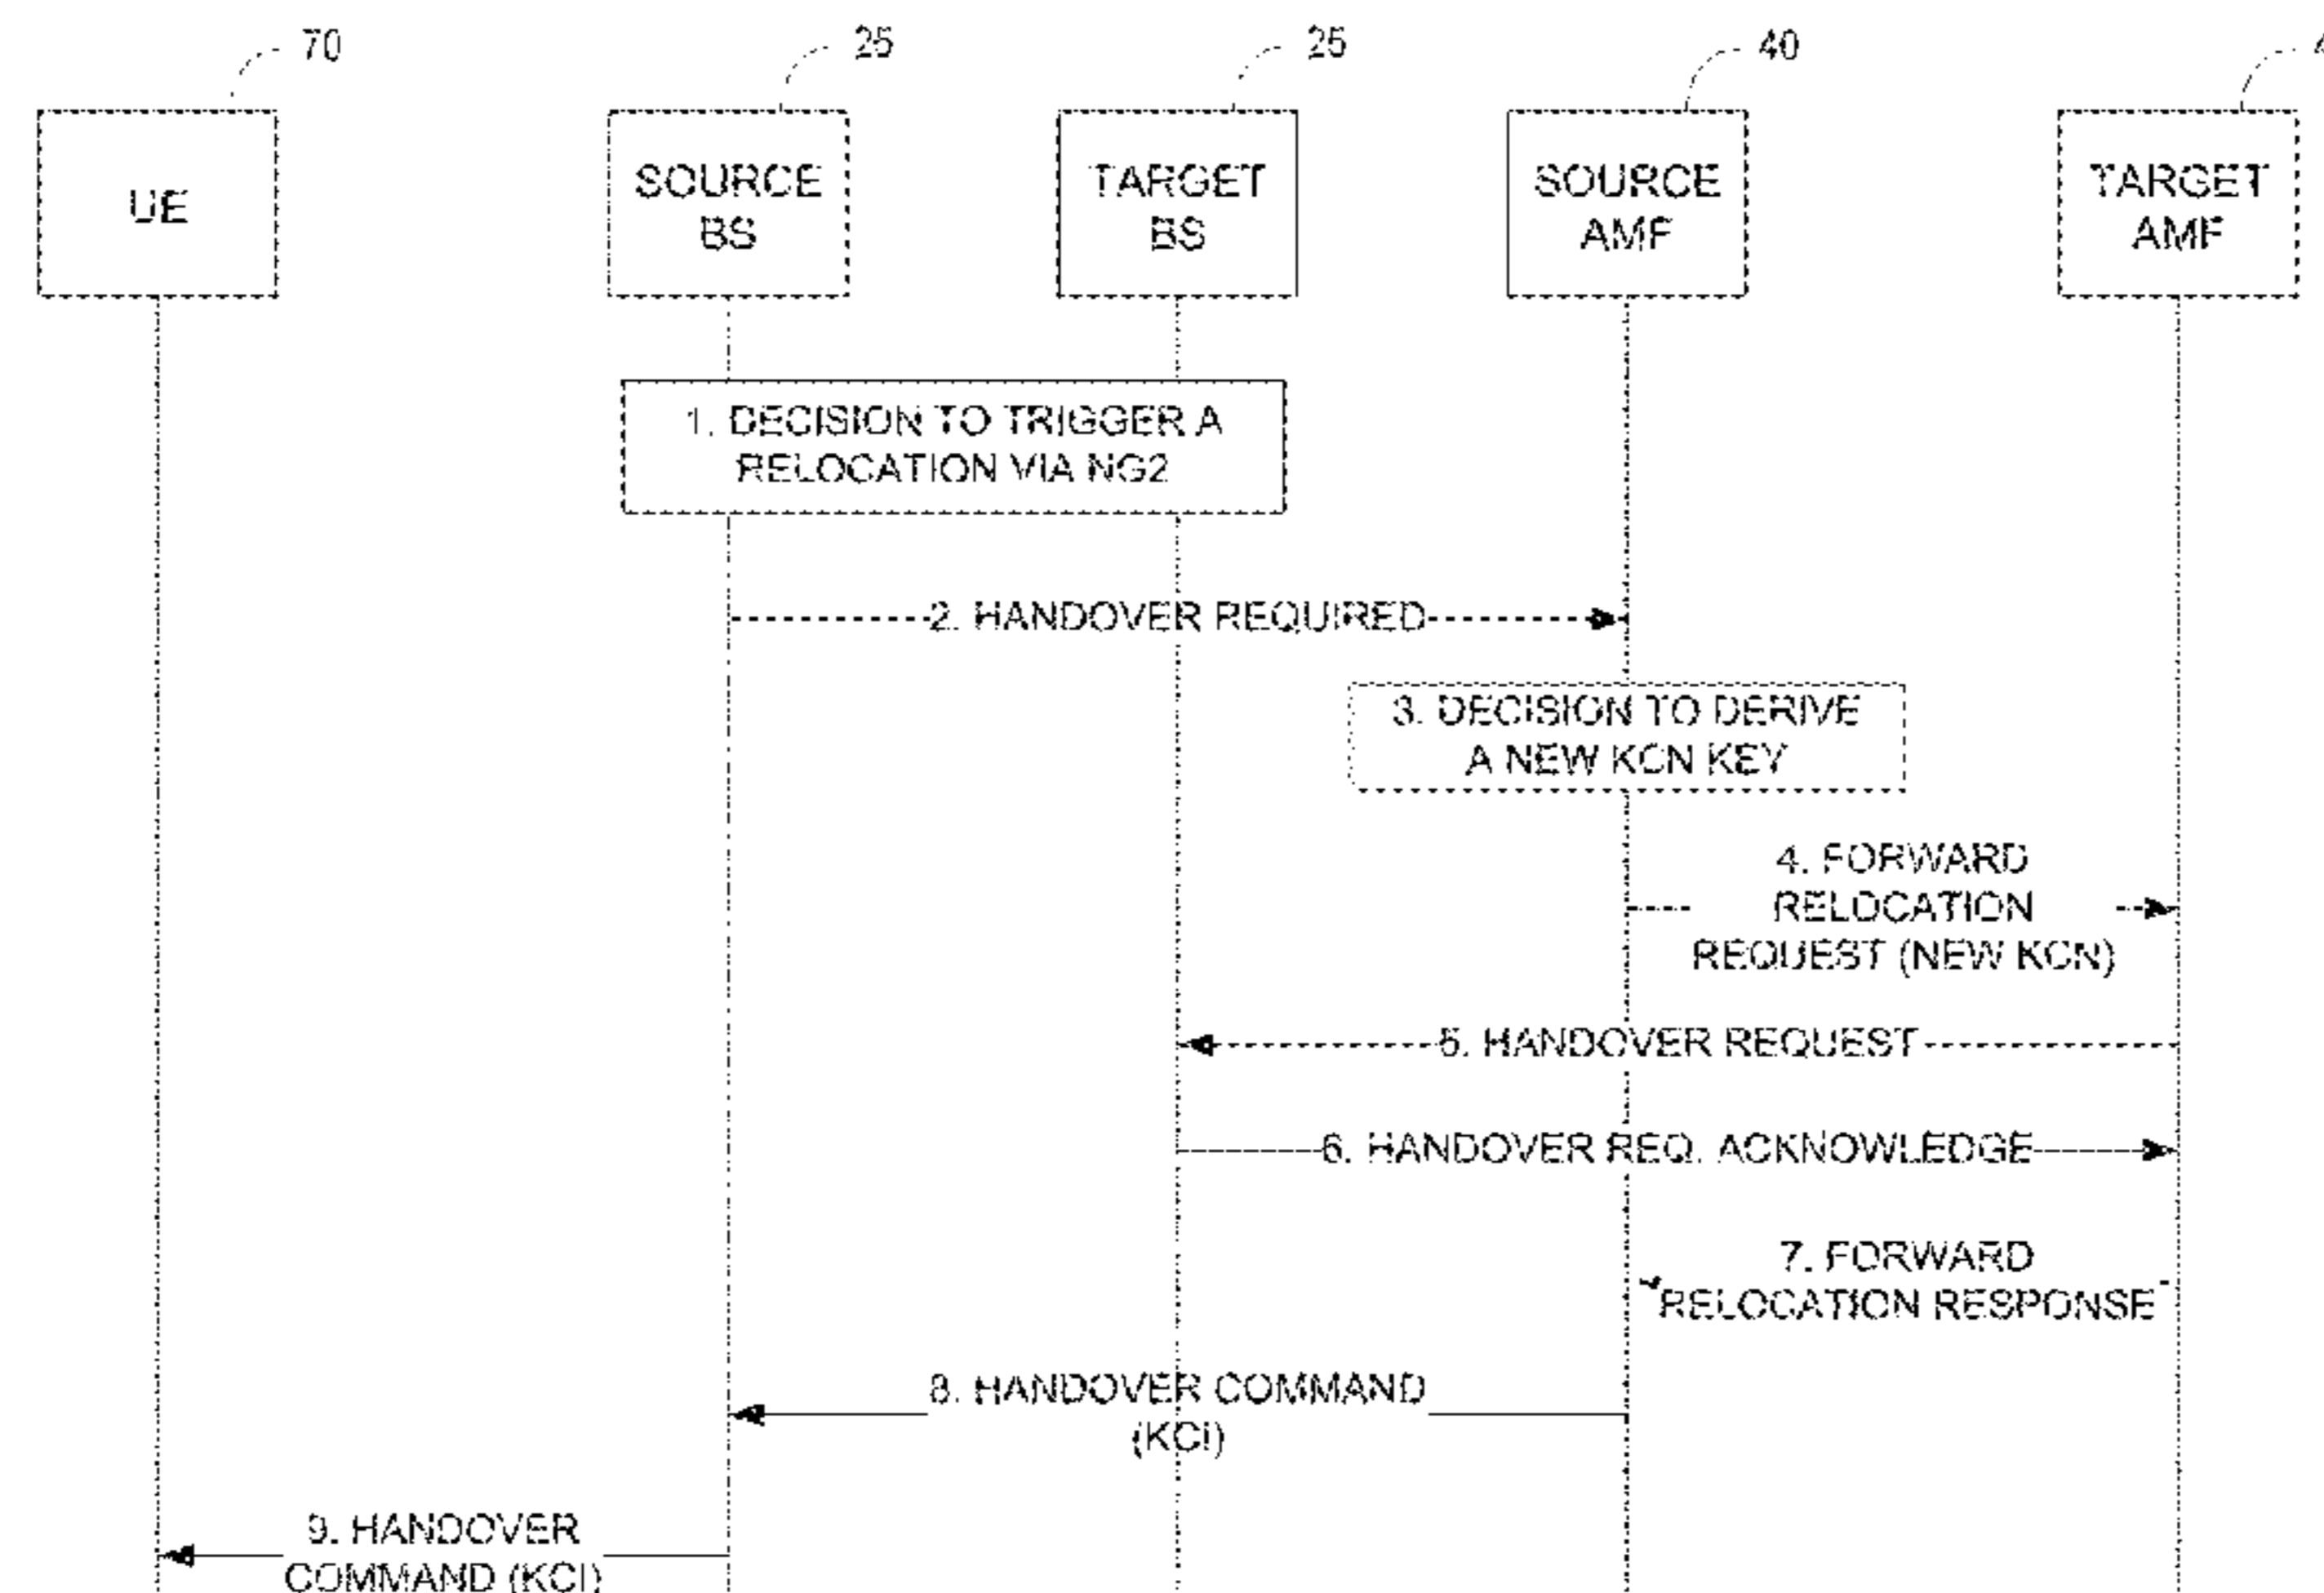 70
25
25
40
UE
SOURCE
BS
TARGET
BS
SOURCE
AMF
TARGET
AMF
1. DECISION TO TRIGGER A
RELOCATION VIA NG2
2. HANDOVER REQUIRED
3. DECISION TO DERIVE
A NEW KCN KEY
4. FORWARD
RELOCATION
REQUEST (NEW KCN)
5. HANDOVER REQUEST
6. HANDOVER REQ. ACKNOWLEDGE
7. FORWARD
RELOCATION RESPONSE
8. HANDOVER COMMAND
(KCI)
9. HANDOVER
COMMAND (KCI)